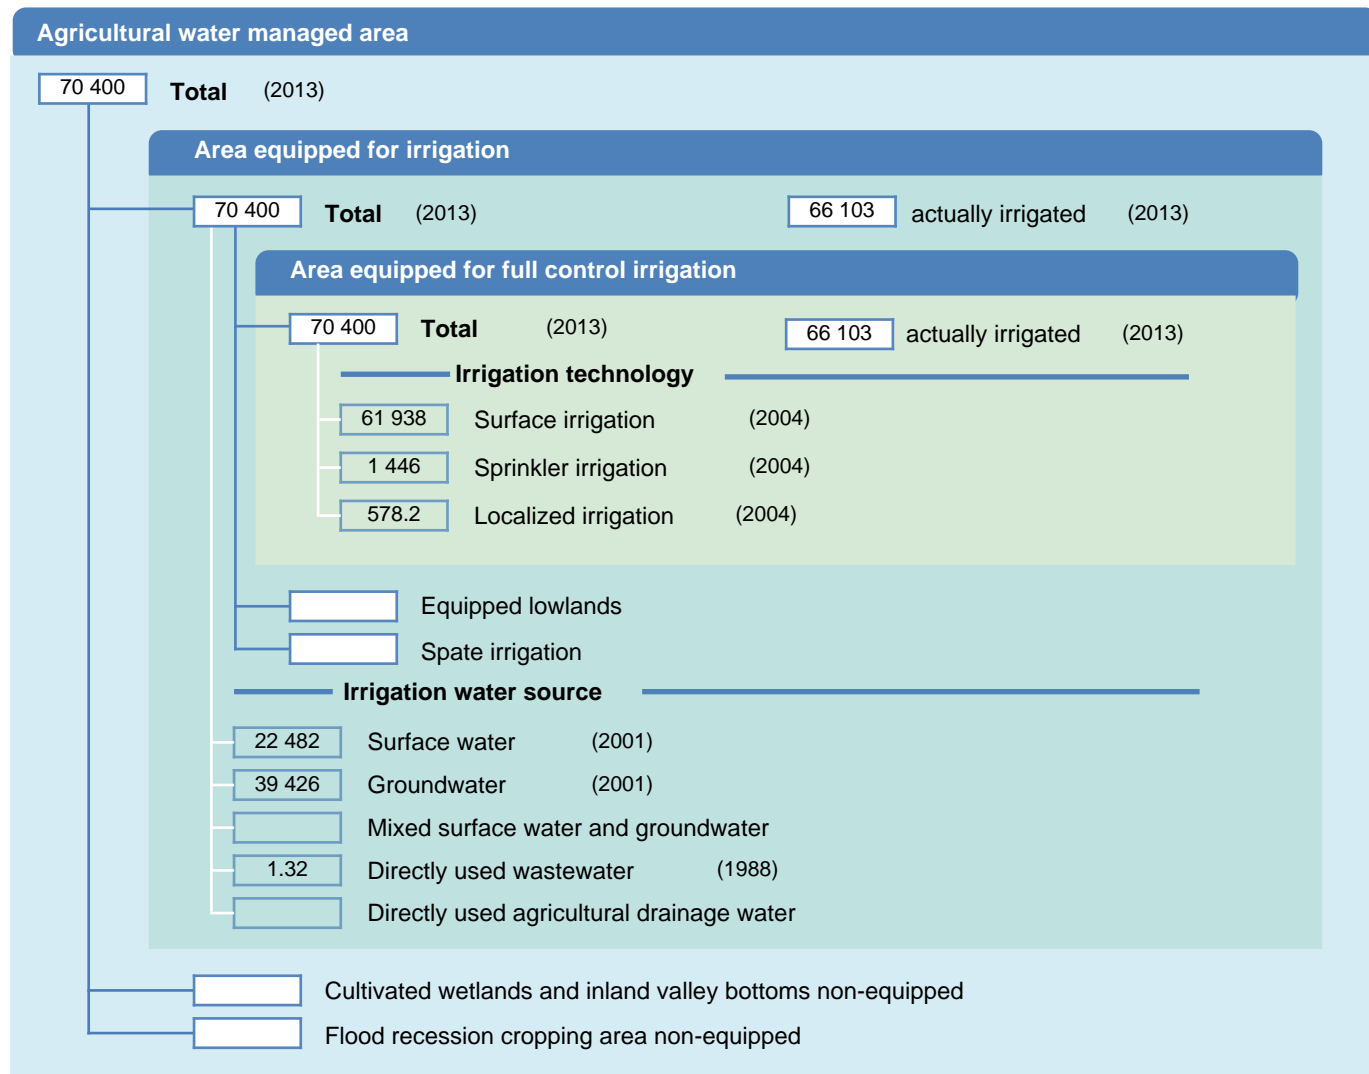 Agricultural water managed area
70 400 Total (2013)
Area equipped for irrigation
70 400 Total (2013) 66 103 actually irrigated (2013)
Area equipped for full control irrigation
70 400 Total (2013) 66 103 actually irrigated (2013)
Irrigation technology
61 938 Surface irrigation (2004)
1 446 Sprinkler irrigation (2004)
578.2 Localized irrigation (2004)
Equipped lowlands
Spate irrigation
Irrigation water source
22 482 Surface water (2001)
39 426 Groundwater (2001)
Mixed surface water and groundwater
1.32 Directly used wastewater (1988)
Directly used agricultural drainage water
Cultivated wetlands and inland valley bottoms non-equipped
Flood recession cropping area non-equipped